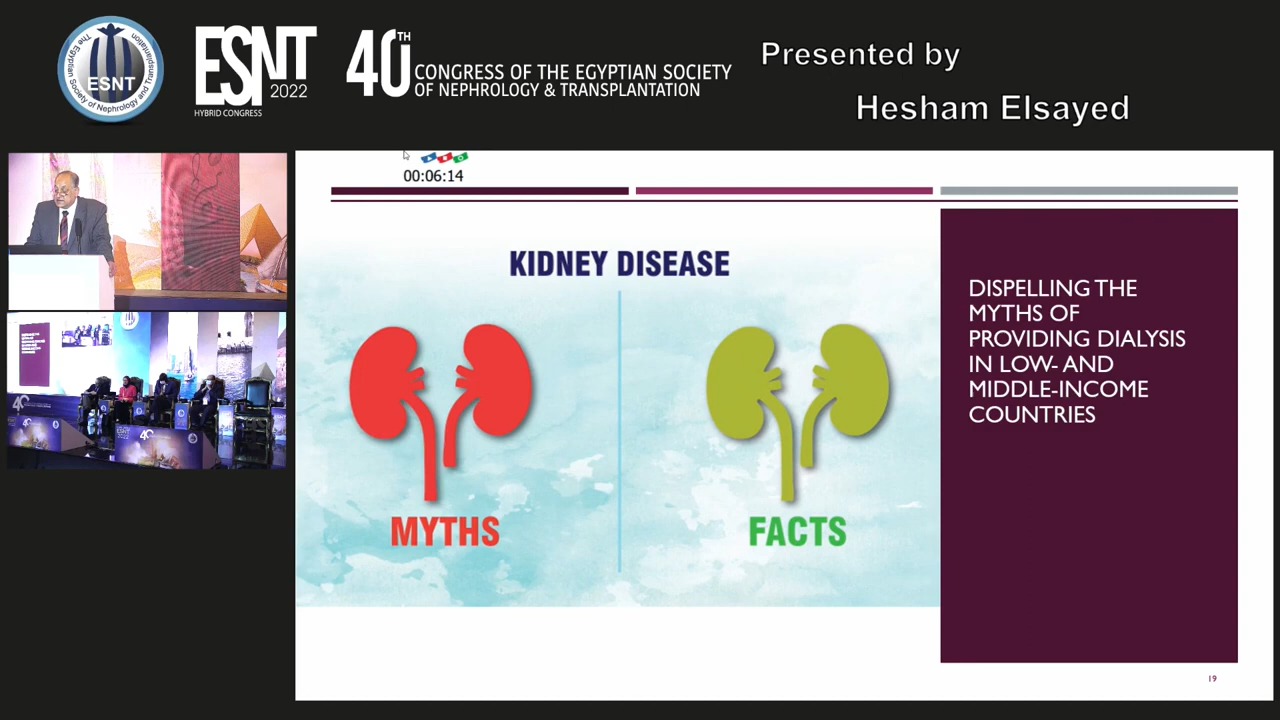 The Egyptian Society of Nephrology and Transplantation
ESNT
ESNT
2022
HYBRID CONGRESS
40TH
CONGRESS OF THE EGYPTIAN SOCIETY
OF NEPHROLOGY & TRANSPLANTATION
Presented by
Hesham Elsayed
00:06:14
KIDNEY DISEASE
MYTHS
FACTS
DISPELLING THE
MYTHS OF
PROVIDING DIALYSIS
IN LOW- AND
MIDDLE-INCOME
COUNTRIES
19